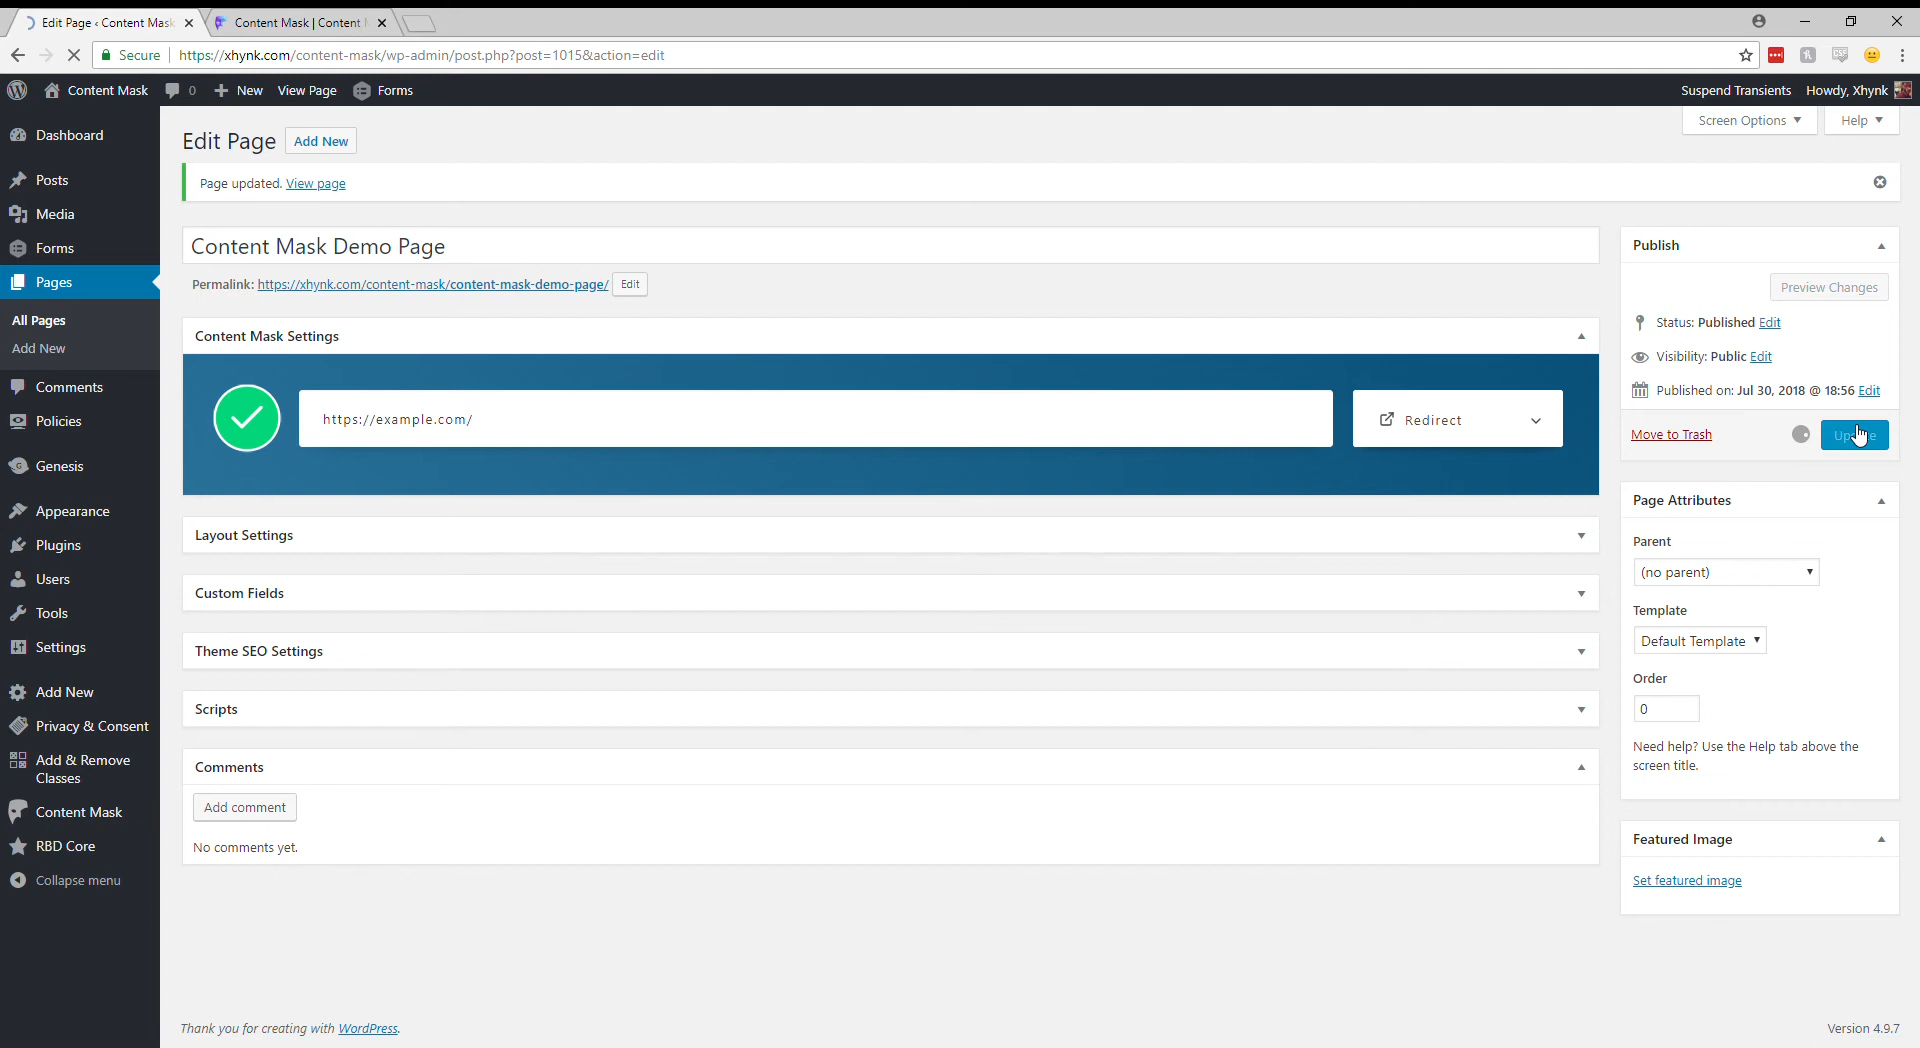 Edit Page ‹ Content Mask
Content Mask | Content
Secure
https://xhynk.com/content-mask/wp-admin/post.php?post=1015&action=edit
Content Mask
0
New
View Page
Forms
Suspend Transients
Howdy, Xhynk
Dashboard
Posts
Media
Forms
Pages
All Pages
Add New
Comments
Policies
Genesis
Appearance
Plugins
Users
Tools
Settings
Add New
Privacy & Consent
Add & Remove
Classes
Content Mask
RBD Core
Collapse menu
Screen Options
Help
Edit Page
Add New
Page updated. View page
Content Mask Demo Page
Permalink: https://xhynk.com/content-mask/content-mask-demo-page/
Edit
Content Mask Settings
https://example.com/
Redirect
Layout Settings
Custom Fields
Theme SEO Settings
Scripts
Comments
Add comment
No comments yet.
Publish
Preview Changes
Status: Published Edit
Visibility: Public Edit
Published on: Jul 30, 2018 @ 18:56 Edit
Move to Trash
Page Attributes
Parent
(no parent)
Template
Default Template
Order
0
Need help? Use the Help tab above the
screen title.
Featured Image
Set featured image
Thank you for creating with WordPress.
Version 4.9.7